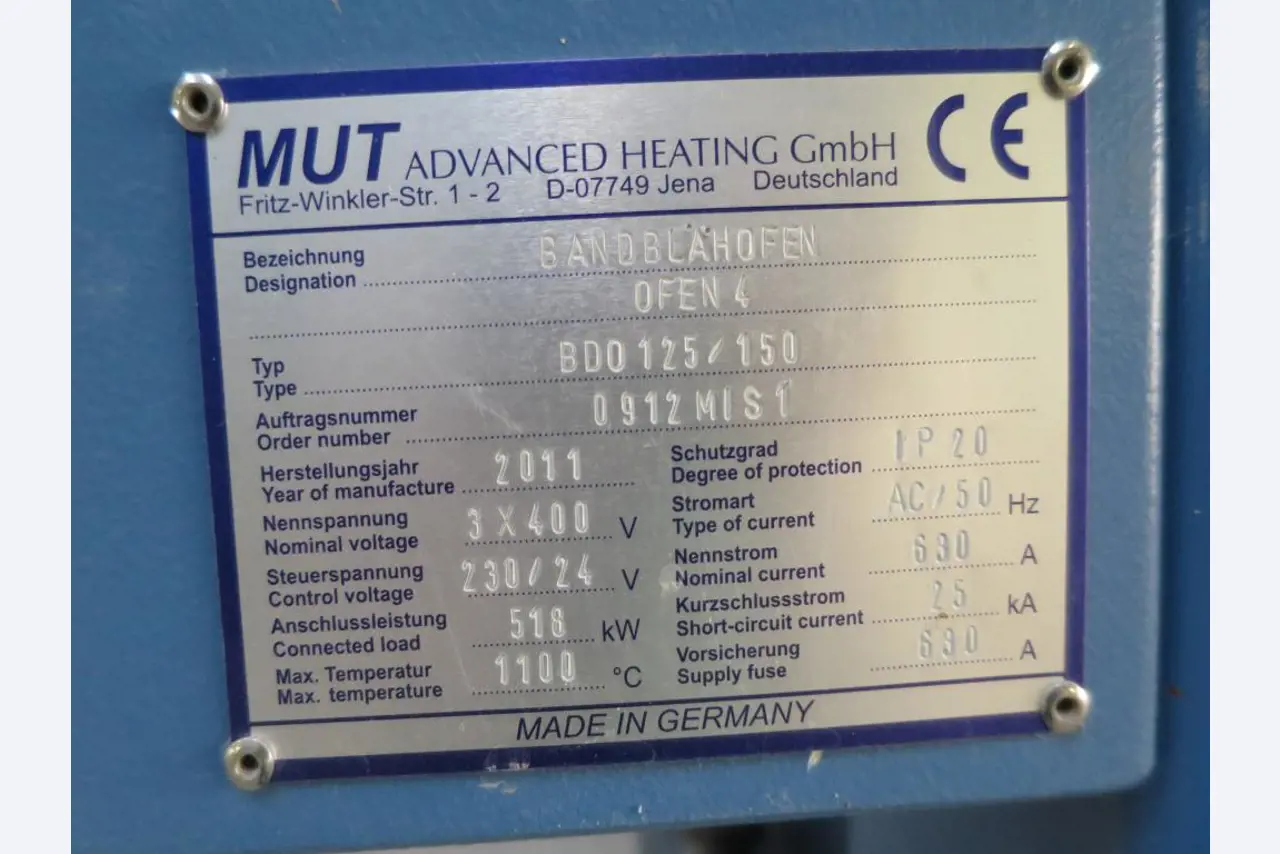 MUT ADVANCED HEATING GmbH CE
Fritz-Winkler-Str. 1 - 2 D-07749 Jena Deutschland
Bezeichnung
Designation BANDBLÄHOFEN
OFEN 4
Typ
Type BDO 125/150
Auftragsnummer
Order number 0912 MIS 1
Herstellungsjahr
Year of manufacture 2011
Schutzgrad
Degree of protection IP 20
Nennspannung
Nominal voltage 3 X 400 V
Stromart
Type of current AC/50 Hz
Steuerspannung
Control voltage 230/24 V
Nennstrom
Nominal current 630 A
Anschlussleistung
Connected load 518 kW
Kurzschlussstrom
Short-circuit current 25 kA
Max. Temperatur
Max. temperature 1100 °C
Vorsicherung
Supply fuse 630 A
MADE IN GERMANY